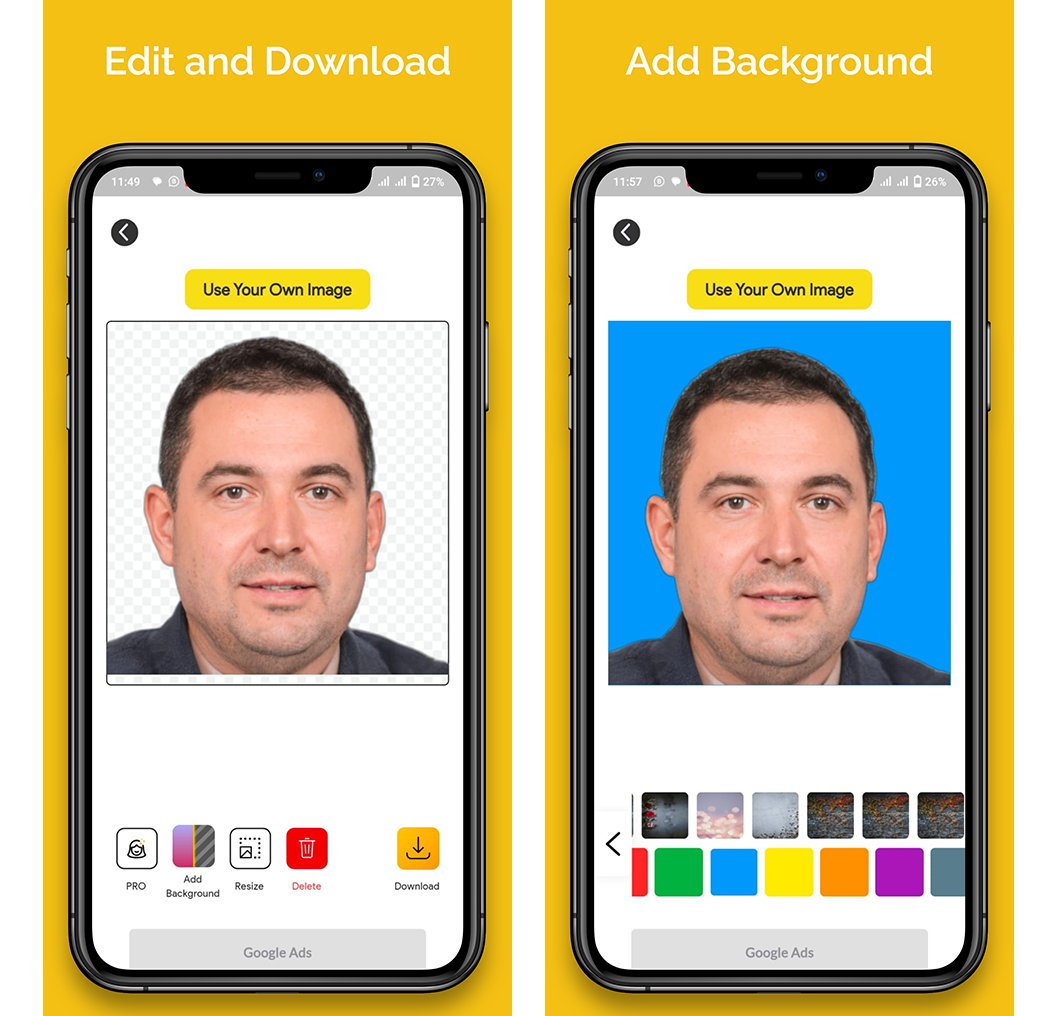 Edit and Download
11:49
27%
Use Your Own Image
PRO
Add
Background
Resize
Delete
Download
Google Ads
Add Background
11:57
26%
Use Your Own Image
Google Ads